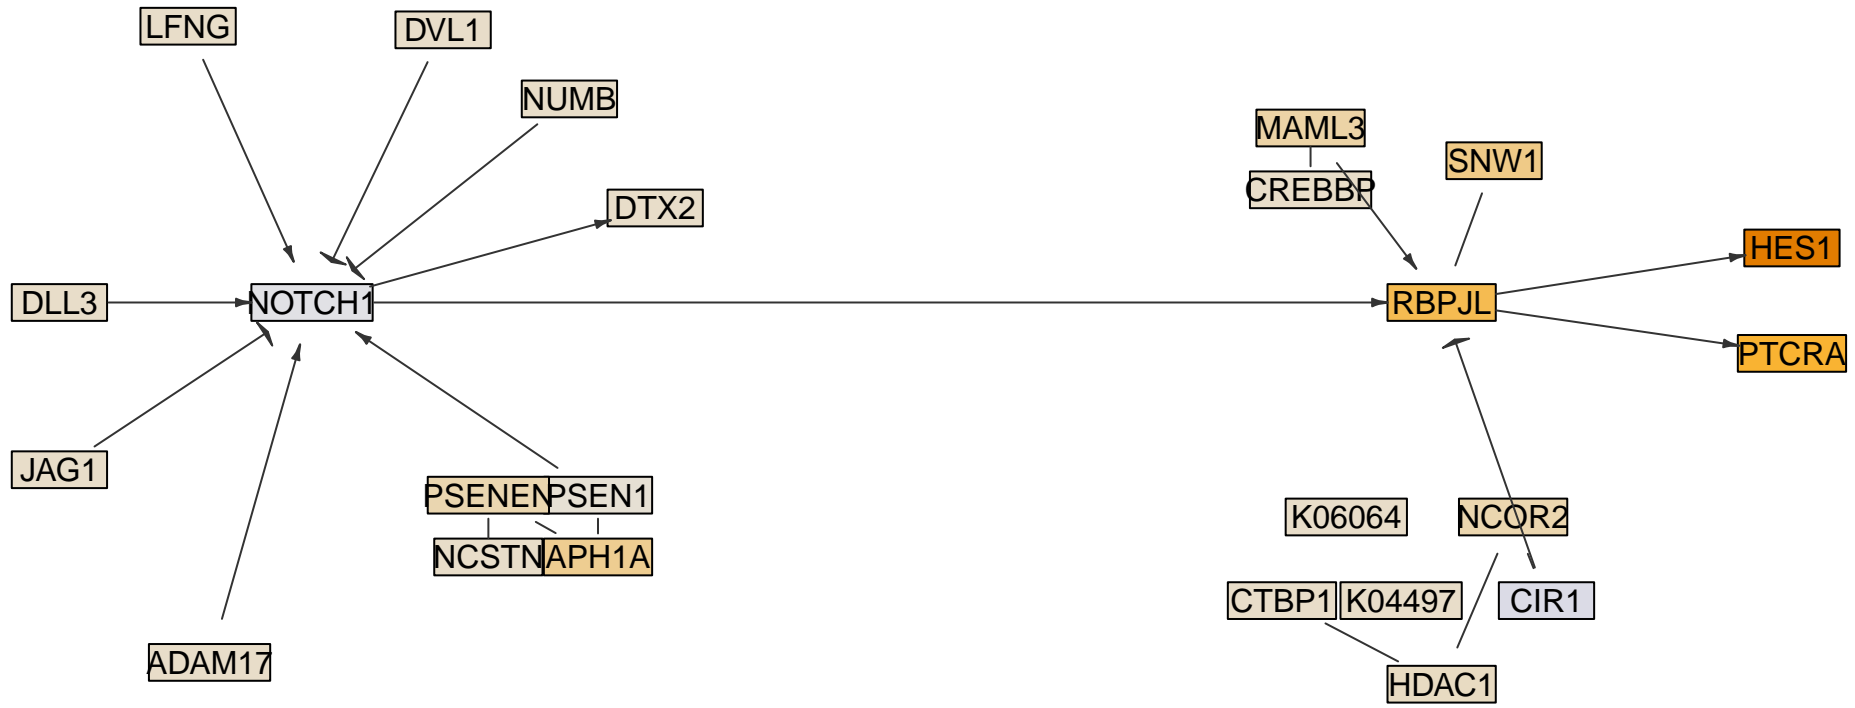 LFNG
DVL1
NUMB
MAML3
SNW1
CREBBP
DTX2
HES1
DLL3
NOTCH1
RBPJL
PTCRA
JAG1
PSENEN
PSEN1
K06064
NCOR2
NCSTN
APH1A
CTBP1
K04497
CIR1
ADAM17
HDAC1